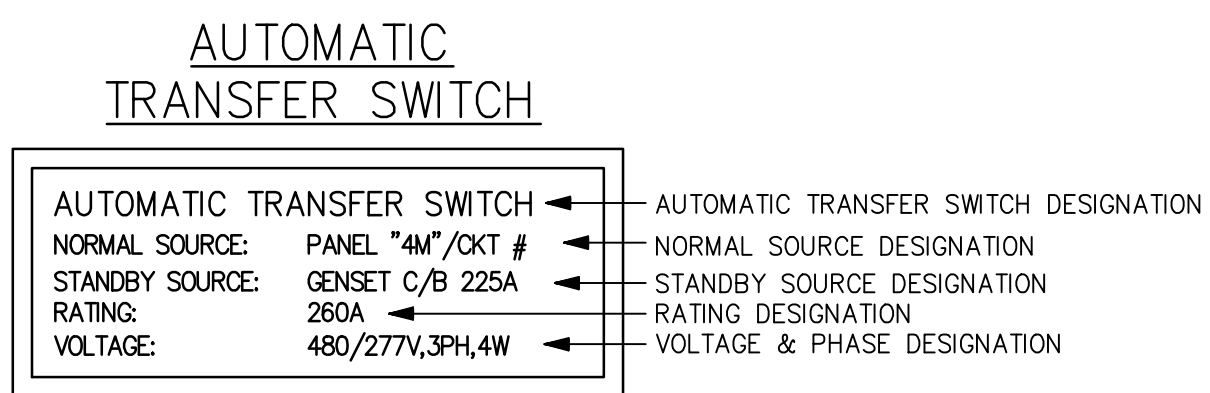 AUTOMATIC
TRANSFER SWITCH
AUTOMATIC TRANSFER SWITCH
AUTOMATIC TRANSFER SWITCH DESIGNATION
NORMAL SOURCE: PANEL "4M"/CKT #
NORMAL SOURCE DESIGNATION
STANDBY SOURCE: GENSET C/B 225A
STANDBY SOURCE DESIGNATION
RATING: 260A
RATING DESIGNATION
VOLTAGE: 480/277V,3PH,4W
VOLTAGE & PHASE DESIGNATION